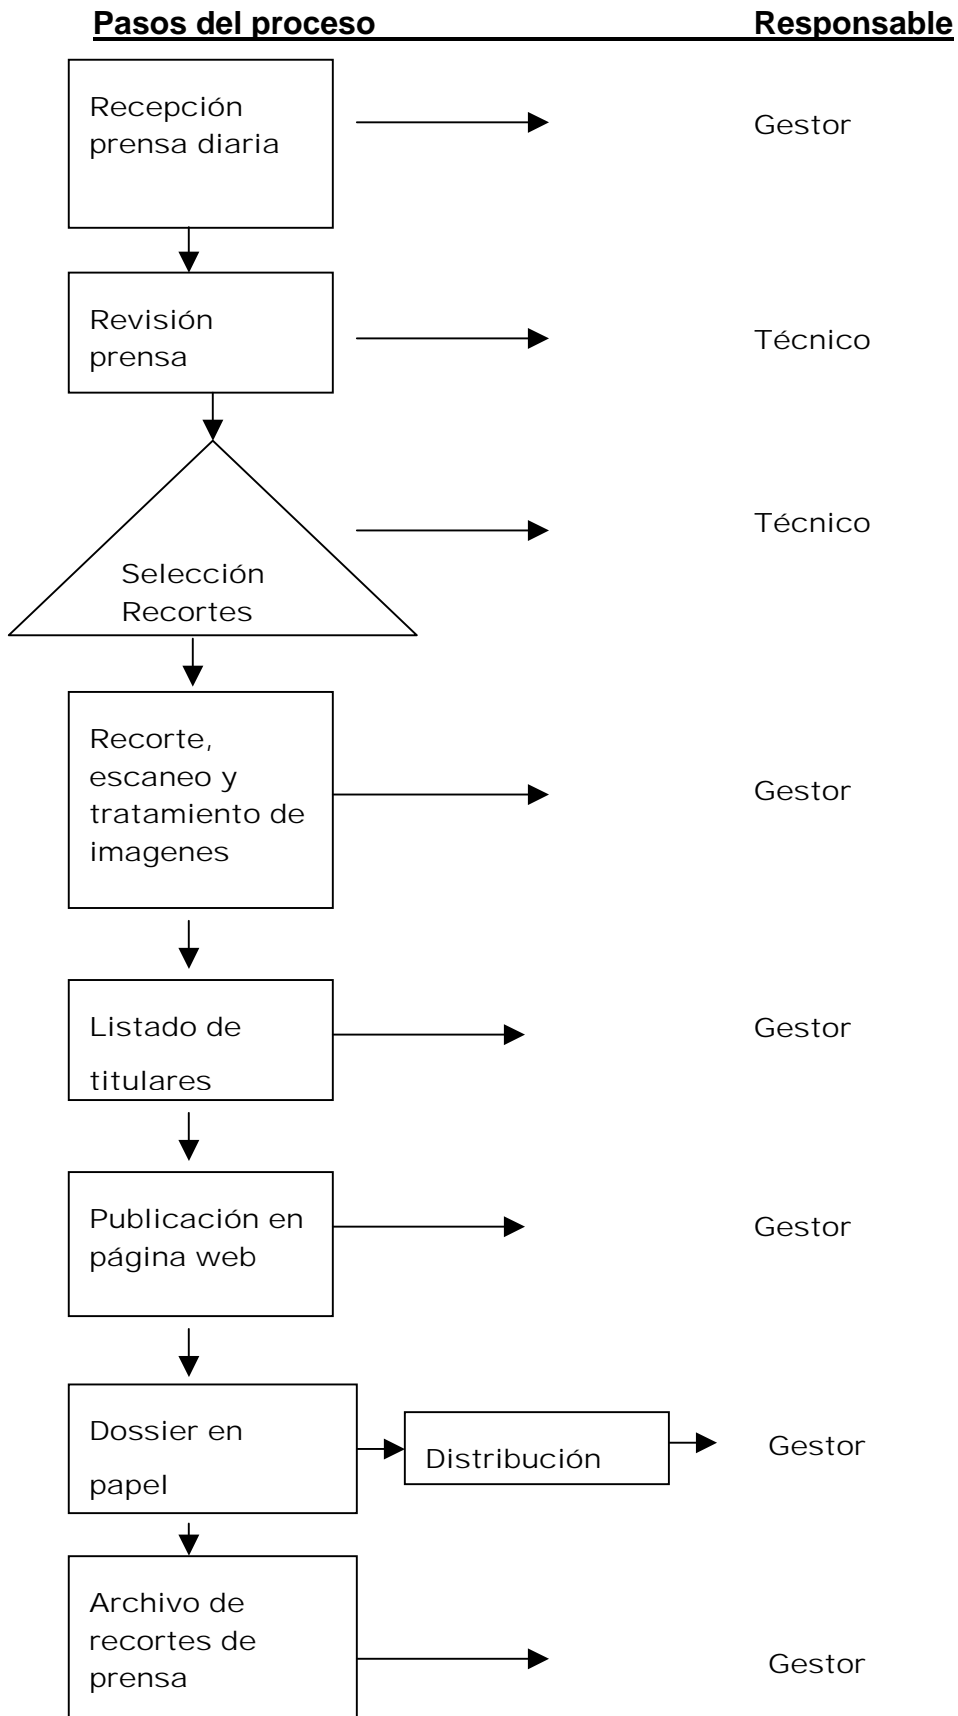 Pasos del proceso Responsable
Recepción
prensa diaria
Gestor
Revisión
prensa
Técnico
Selección
Recortes
Técnico
Recorte,
escaneo y
tratamiento de
imagenes
Gestor
Listado de
titulares
Gestor
Publicación en
página web
Gestor
Dossier en
papel
Distribución
Gestor
Archivo de
recortes de
prensa
Gestor